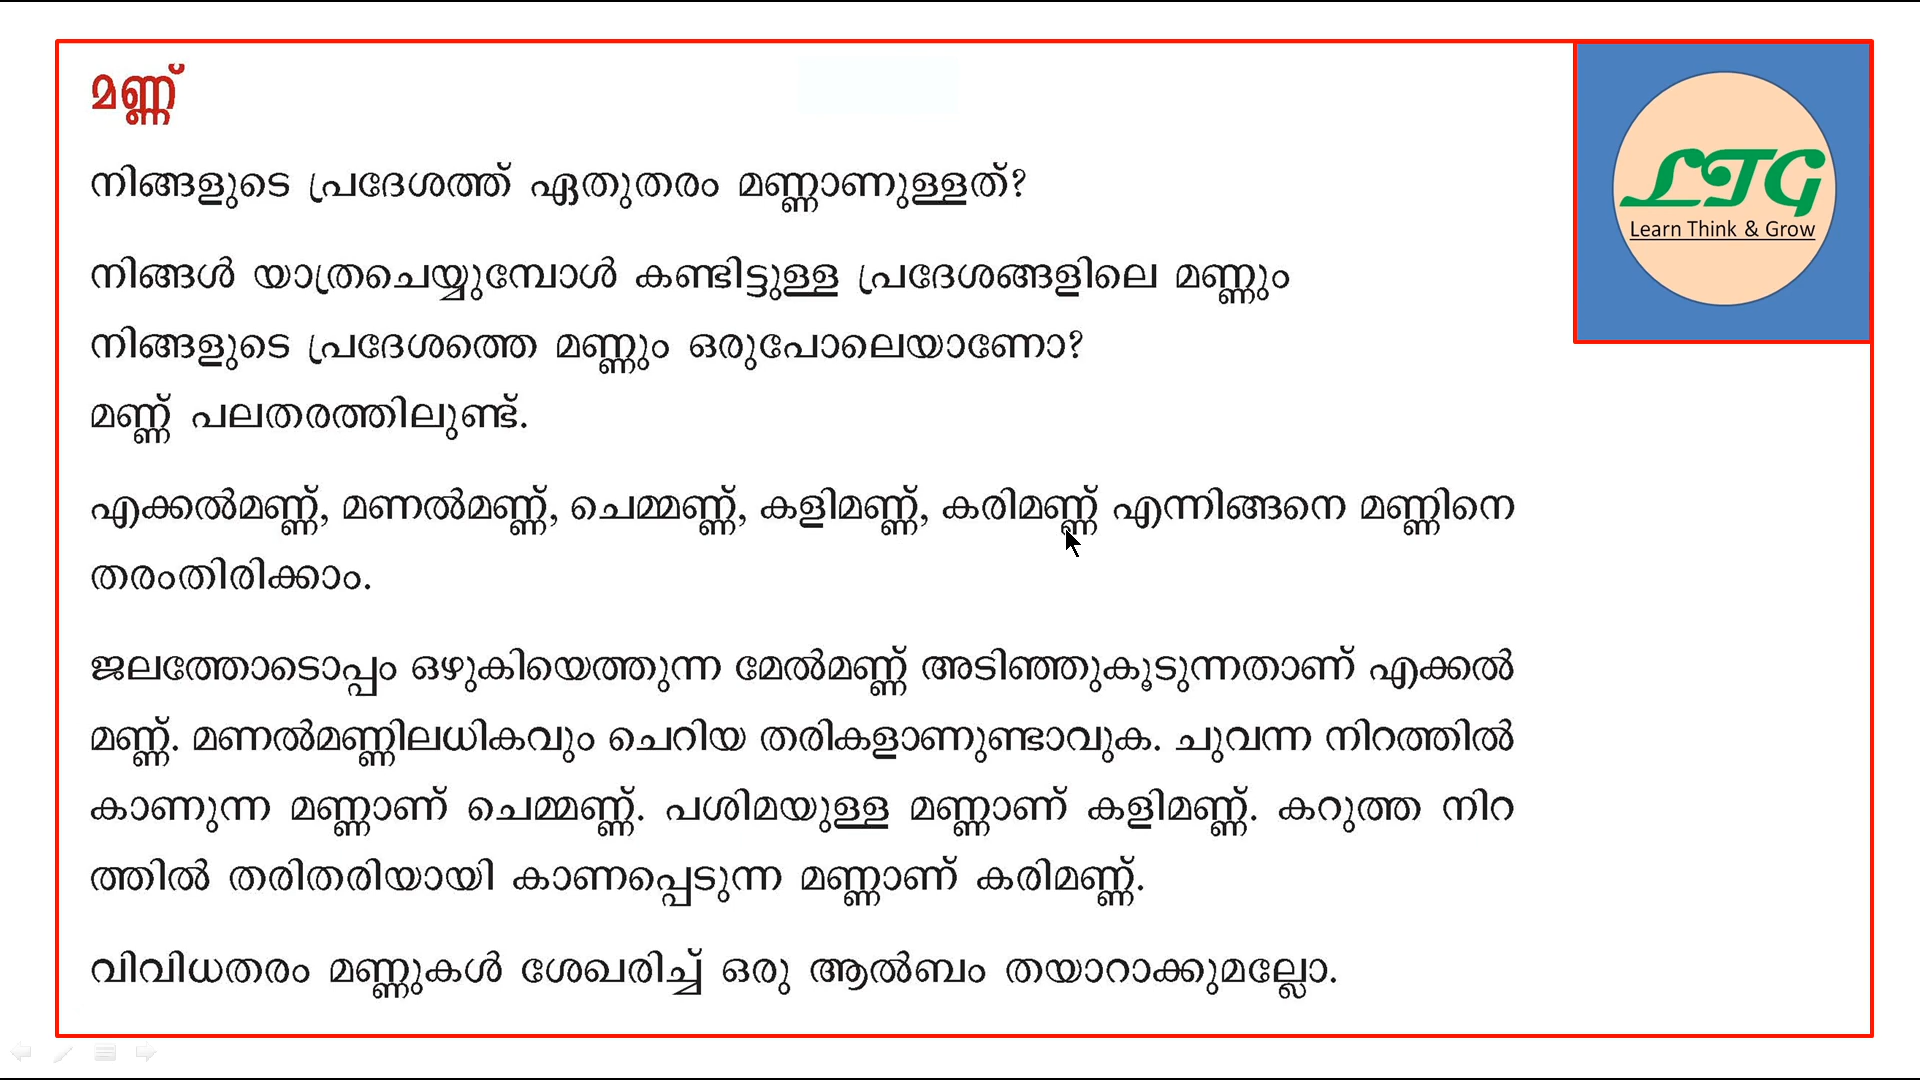 മണ്ണ്
നിങ്ങളുടെ പ്രദേശത്ത് ഏതുതരം മണ്ണാണുള്ളത്?
നിങ്ങൾ യാത്രചെയ്യുമ്പോൾ കണ്ടിട്ടുള്ള പ്രദേശങ്ങളിലെ മണ്ണും
നിങ്ങളുടെ പ്രദേശത്തെ മണ്ണും ഒരുപോലെയാണോ?
മണ്ണ് പലതരത്തിലുണ്ട്.
എക്കൽമണ്ണ്, മണൽമണ്ണ്, ചെമ്മണ്ണ്, കളിമണ്ണ്, കരിമണ്ണ് എന്നിങ്ങനെ മണ്ണിനെ
തരംതിരിക്കാം.
ജലത്തോടൊപ്പം ഒഴുകിയെത്തുന്ന മേൽമണ്ണ് അടിഞ്ഞുകൂടുന്നതാണ് എക്കൽ
മണ്ണ്. മണൽമണ്ണിലധികവും ചെറിയ തരികളാണുണ്ടാവുക. ചുവന്ന നിറത്തിൽ
കാണുന്ന മണ്ണാണ് ചെമ്മണ്ണ്. പശിമയുള്ള മണ്ണാണ് കളിമണ്ണ്. കറുത്ത നിറ
ത്തിൽ തരിതരിയായി കാണപ്പെടുന്ന മണ്ണാണ് കരിമണ്ണ്.
വിവിധതരം മണ്ണുകൾ ശേഖരിച്ച് ഒരു ആൽബം തയാറാക്കുമല്ലോ.
LTG
Learn Think & Grow